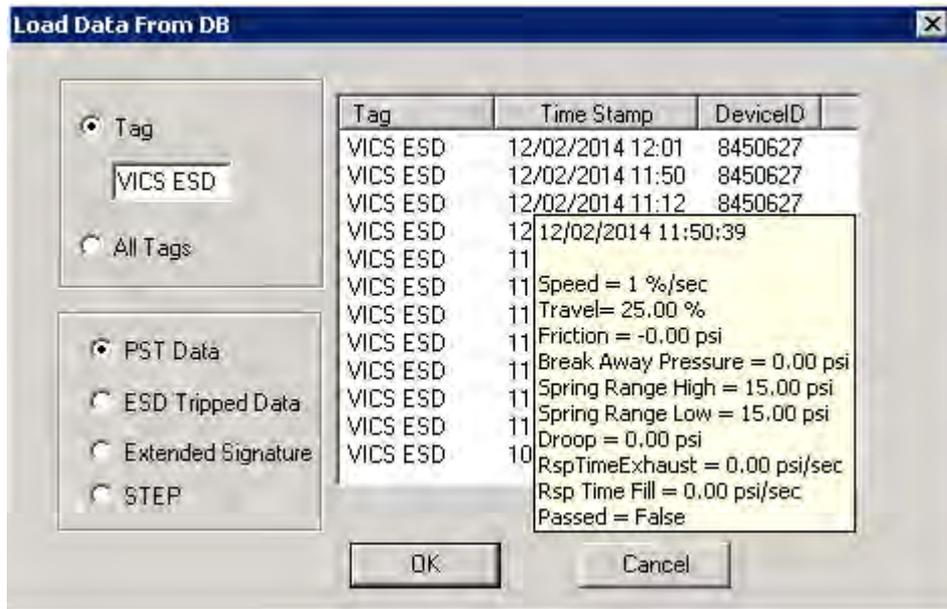 Load Data From DB
Tag
VICS ESD
All Tags
PST Data
ESD Tripped Data
Extended Signature
STEP
Tag Time Stamp DeviceID
VICS ESD 12/02/2014 12:01 8450627
VICS ESD 12/02/2014 11:50 8450627
VICS ESD 12/02/2014 11:12 8450627
VICS ESD 12
VICS ESD 11
VICS ESD 11
VICS ESD 11
VICS ESD 11
VICS ESD 11
VICS ESD 11
VICS ESD 11
VICS ESD 10
12/02/2014 11:50:39
Speed = 1 %/sec
Travel= 25.00 %
Friction = -0.00 psi
Break Away Pressure = 0.00 psi
Spring Range High = 15.00 psi
Spring Range Low = 15.00 psi
Droop = 0.00 psi
RspTimeExhaust = 0.00 psi/sec
Rsp Time Fill = 0.00 psi/sec
Passed = False
OK
Cancel